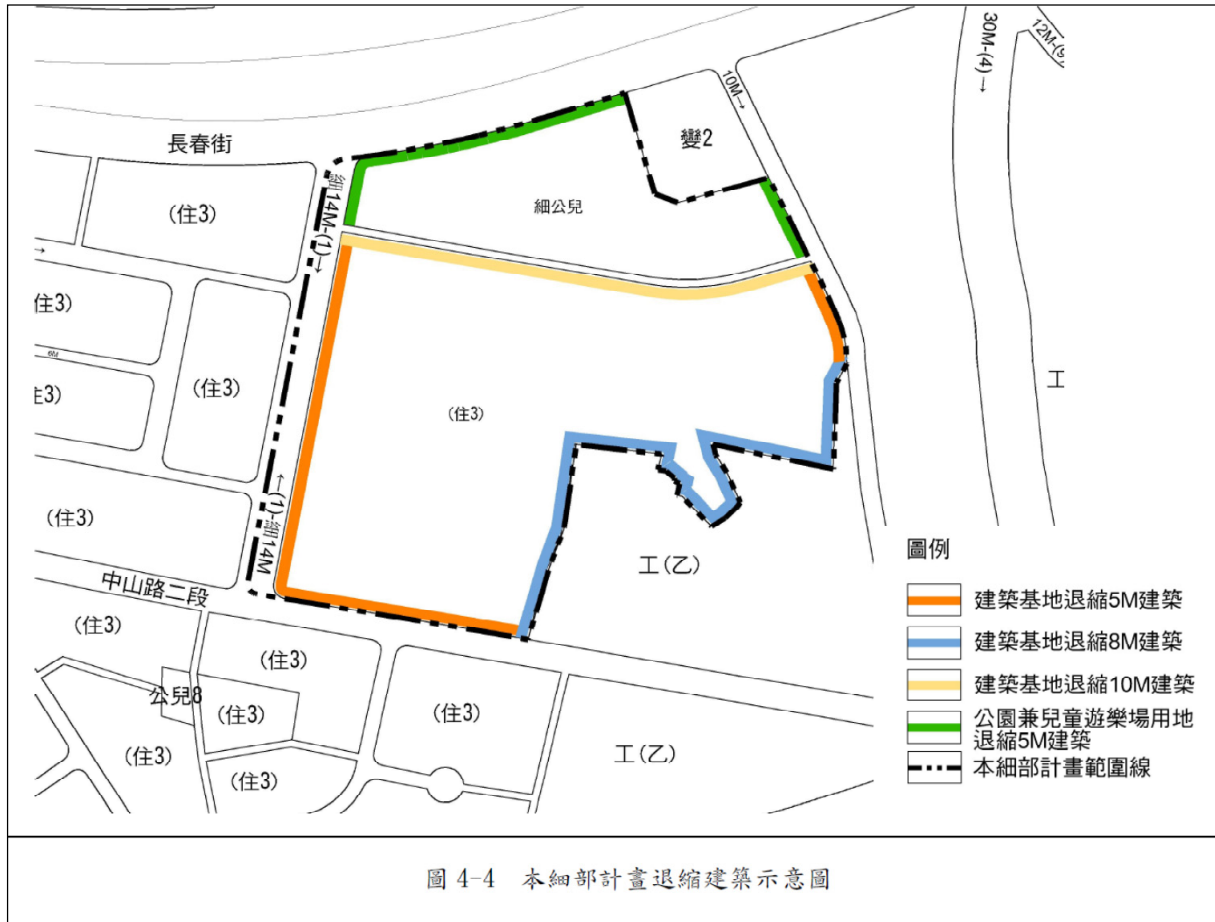 30M-(4)→
12M-(9)
10M→
長春街
變2
(住3)
細14M-(1)→
細公兒
住3)
工
6M
(住3)
主3)
(住3)
←(1)-細14M
(住3)
工(乙)
中山路二段
(住3)
(住3)
公兒8
(住3)
(住3)
(住3)
(住3)
工(乙)
圖例
建築基地退縮5M建築
建築基地退縮8M建築
建築基地退縮10M建築
公園兼兒童遊樂場用地
退縮5M建築
本細部計畫範圍線
圖 4-4 本細部計畫退縮建築示意圖